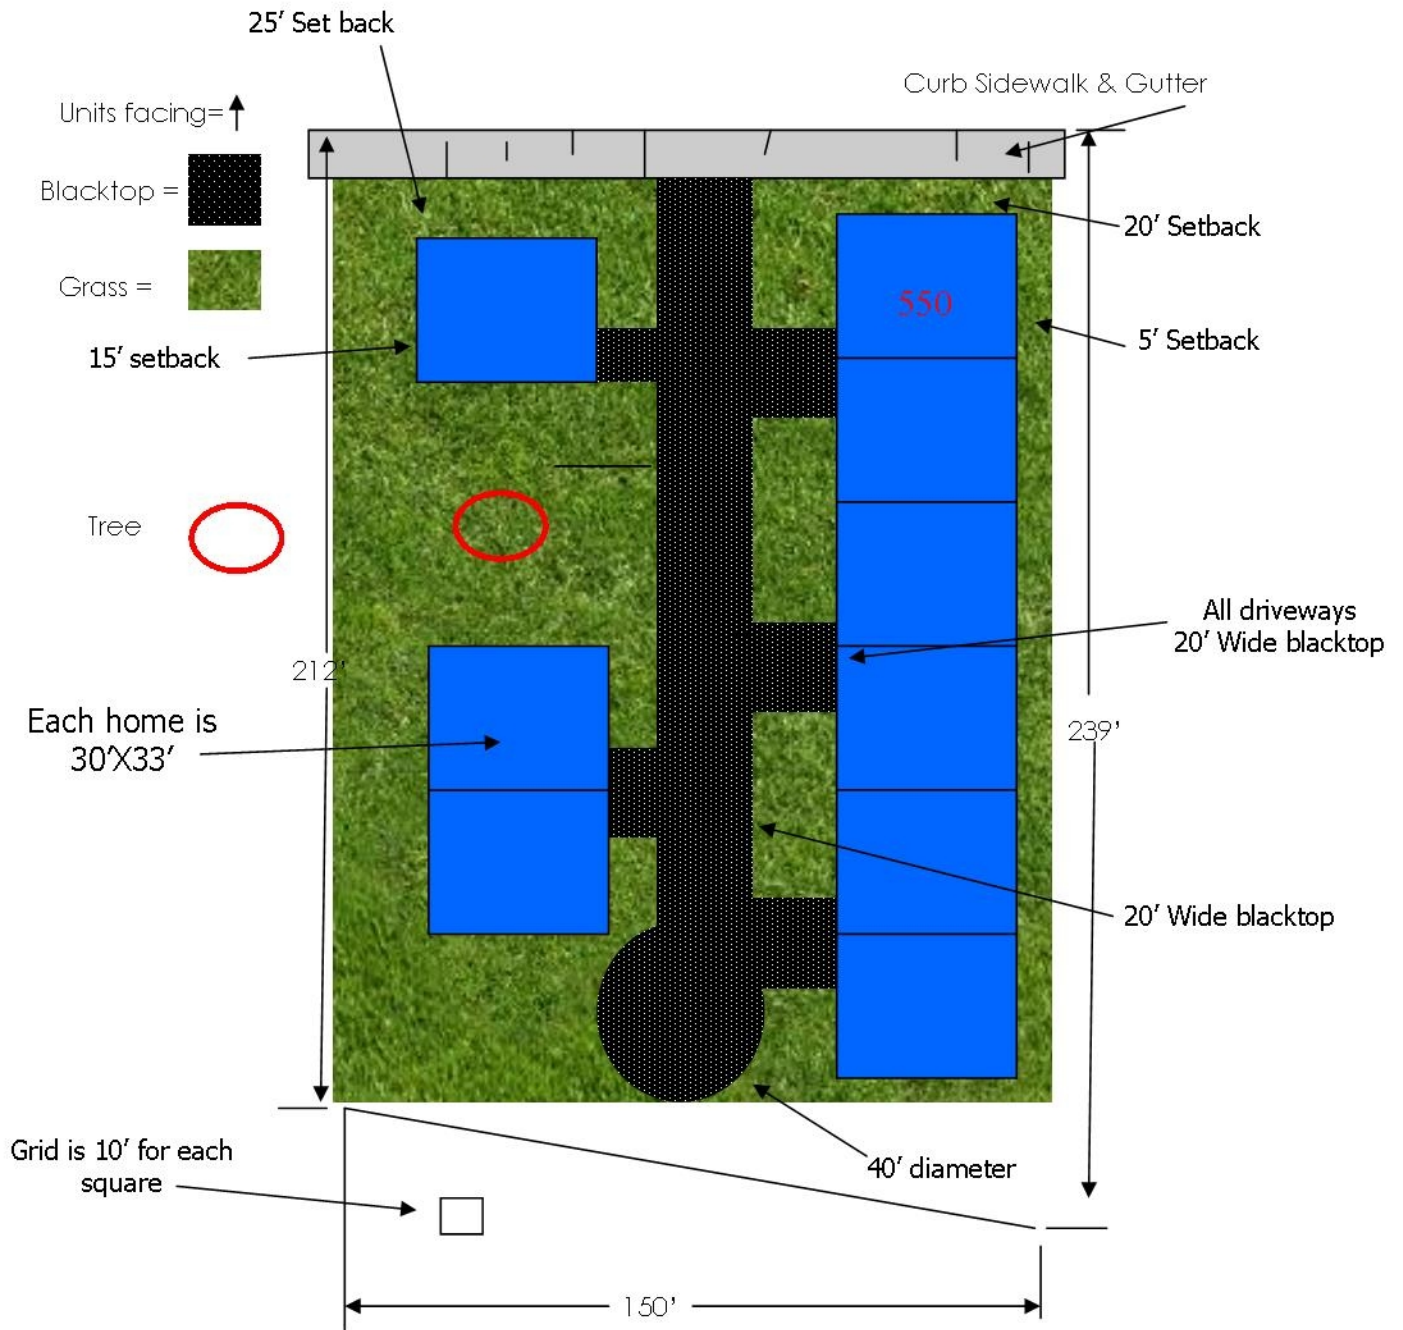 25' Set back
Curb Sidewalk & Gutter
Units facing=
Blacktop =
20' Setback
Grass =
550
15' setback
5' Setback
Tree
All driveways
20' Wide blacktop
212'
Each home is
30'X33'
239'
20' Wide blacktop
Grid is 10' for each
square
40' diameter
150'